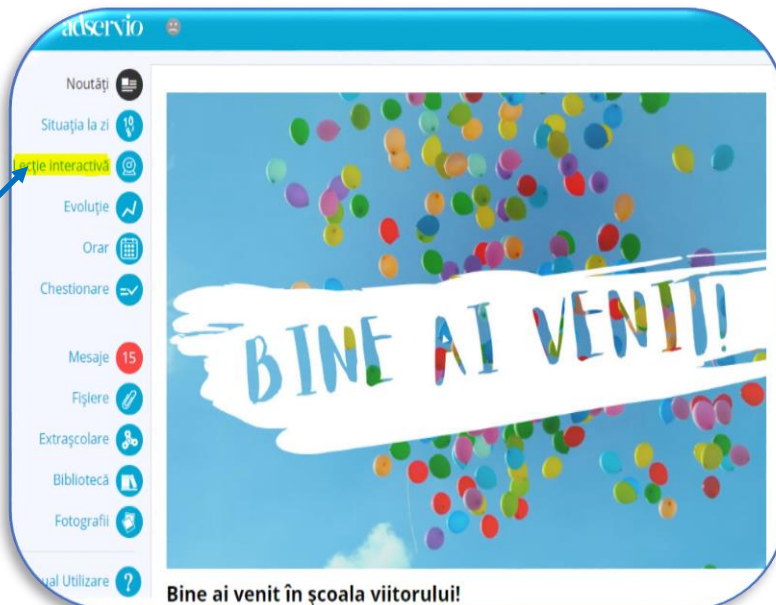 adservio
Noutăți
Situația la zi
Lecție interactivă
Evoluție
Orar
Chestionare
Mesaje 15
Fișiere
Extrașcolare
Bibliotecă
Fotografii
Utilizare ?
BINE AI VENIT!
Bine ai venit în școala viitorului!